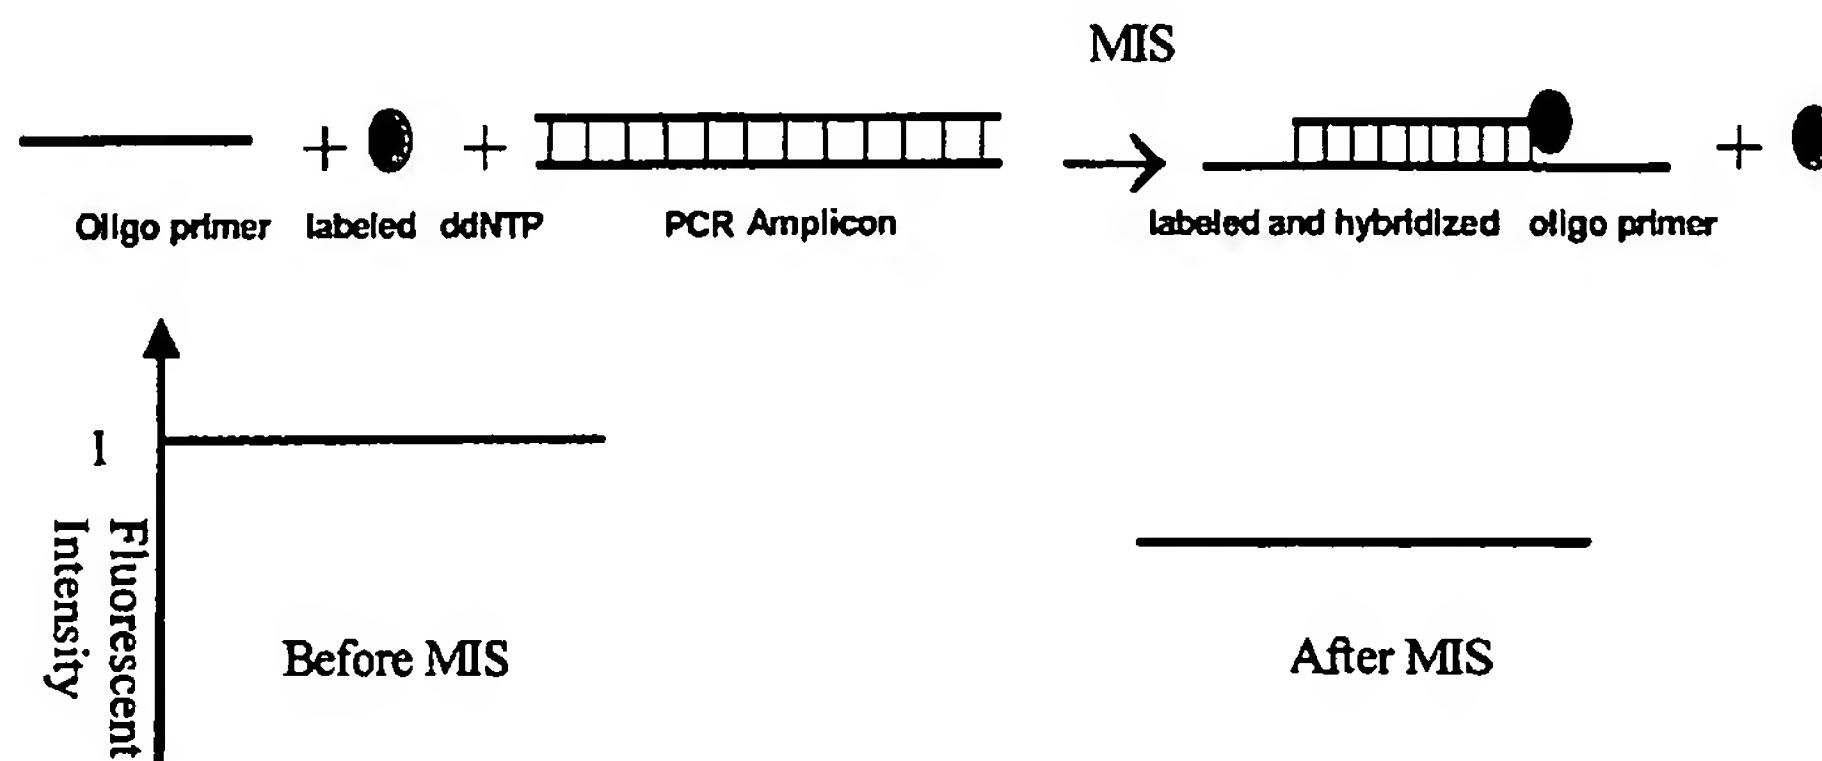 MIS
Oligo primer labeled ddNTP PCR Amplicon labeled and hybridized oligo primer
I
Fluorescent
Intensity
Before MIS After MIS